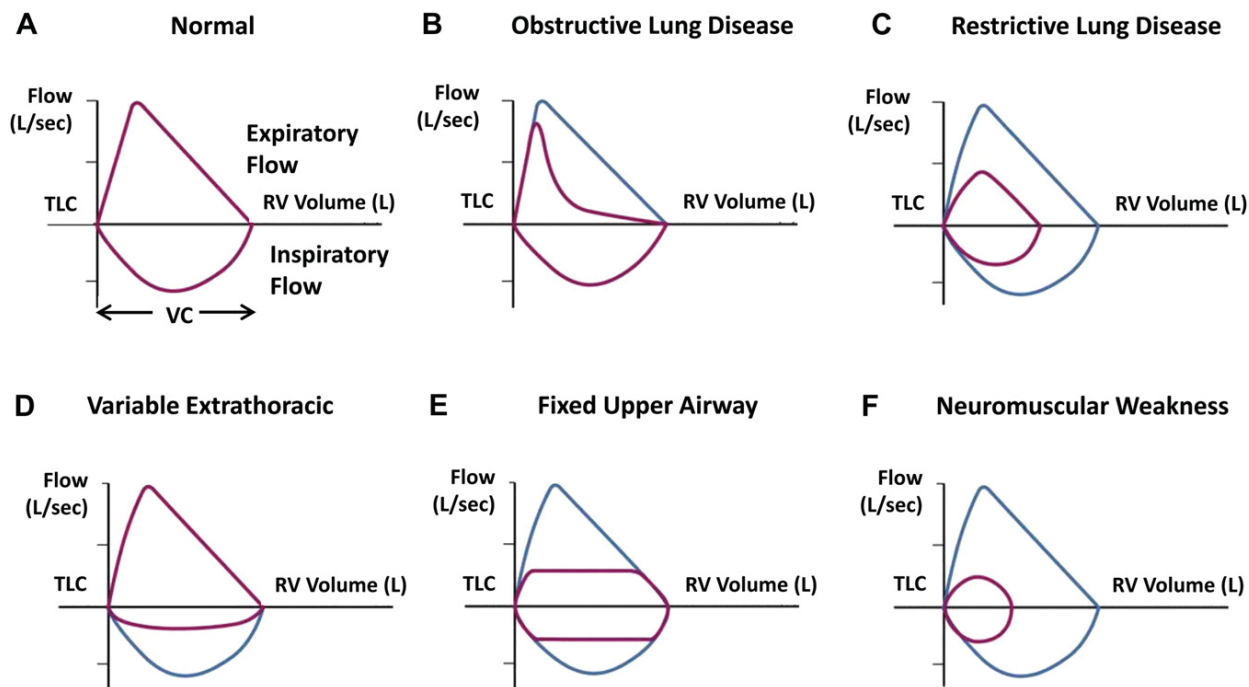 A Normal
Flow
(L/sec)
Expiratory
Flow
TLC
RV Volume (L)
Inspiratory
Flow
VC
B Obstructive Lung Disease
Flow
(L/sec)
TLC
RV Volume (L)
C Restrictive Lung Disease
Flow
(L/sec)
TLC
RV Volume (L)
D Variable Extrathoracic
Flow
(L/sec)
TLC
RV Volume (L)
E Fixed Upper Airway
Flow
(L/sec)
TLC
RV Volume (L)
F Neuromuscular Weakness
Flow
(L/sec)
TLC
RV Volume (L)